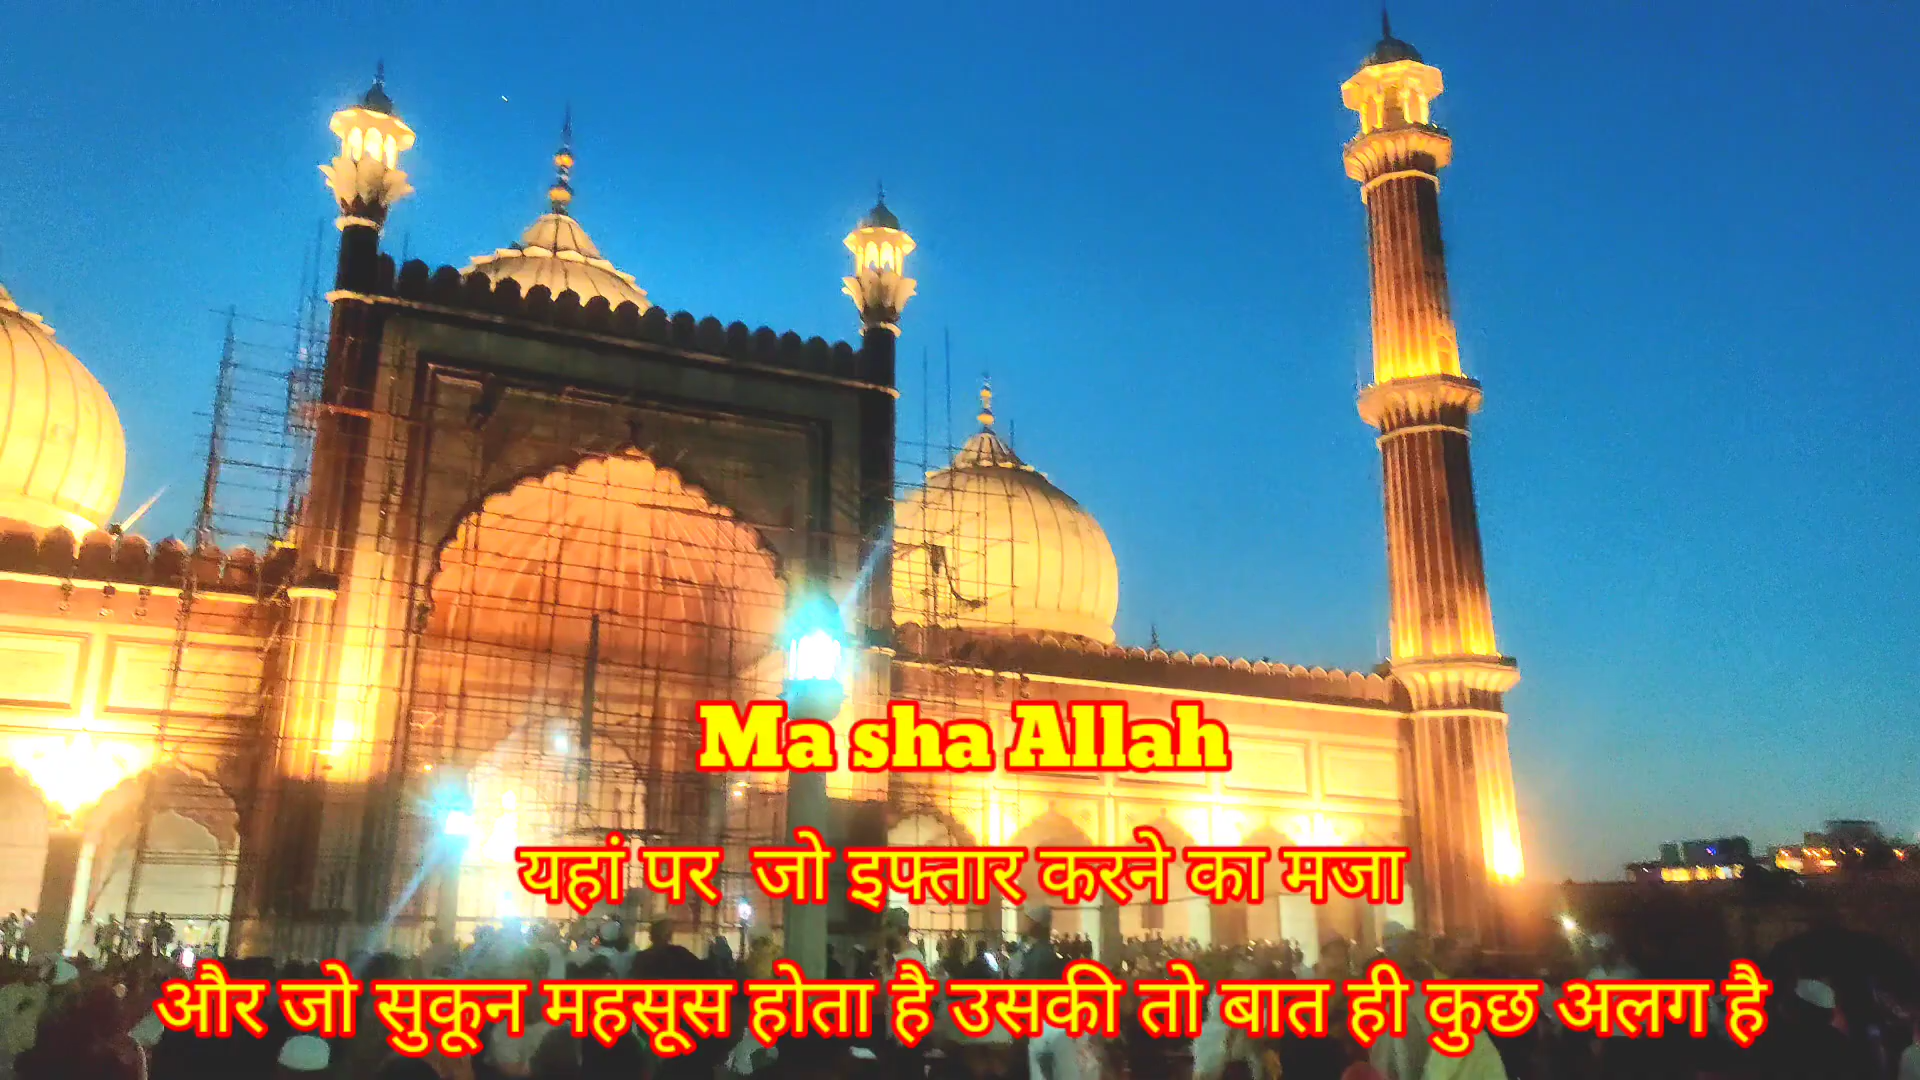 Ma sha Allah
यहां पर जो इफ्तार करने का मजा
और जो सुकून महसूस होता है उसकी तो बात ही कुछ अलग है